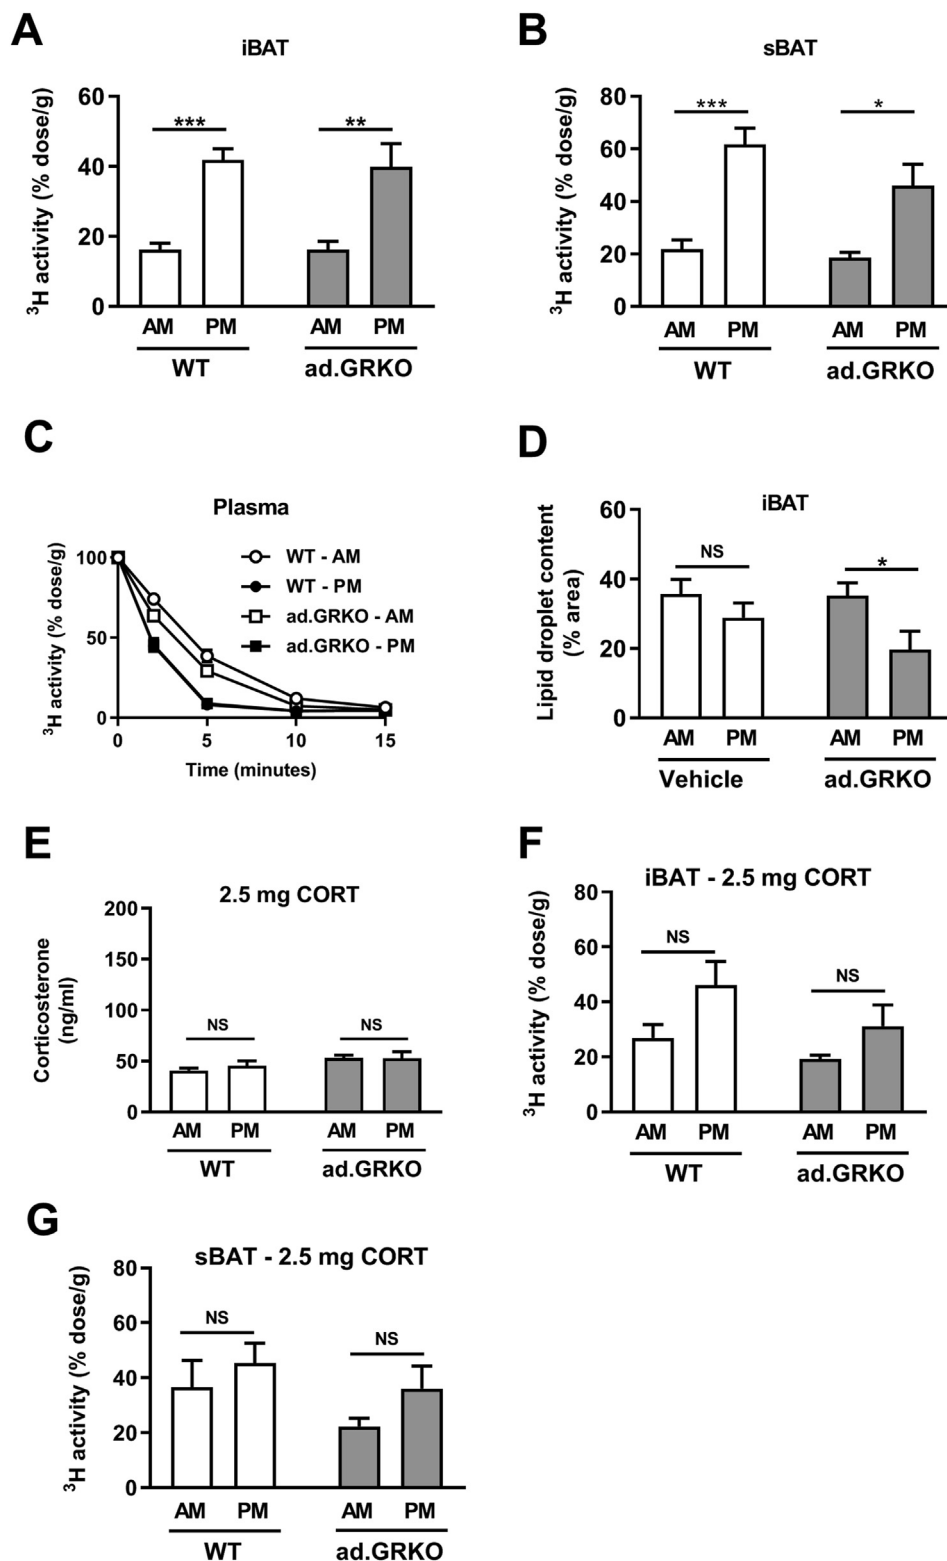 A
iBAT
³H activity (% dose/g)
60
40
20
0
***
**
AM PM AM PM
WT ad.GRKO
B
sBAT
³H activity (% dose/g)
80
60
40
20
0
***
*
AM PM AM PM
WT ad.GRKO
C
Plasma
³H activity (% dose/g)
100
50
0
WT - AM
WT - PM
ad.GRKO - AM
ad.GRKO - PM
0 5 10 15
Time (minutes)
D
iBAT
Lipid droplet content
(% area)
60
40
20
0
NS
*
AM PM AM PM
Vehicle ad.GRKO
E
2.5 mg CORT
Corticosterone
(ng/ml)
200
150
100
50
0
NS NS
AM PM AM PM
WT ad.GRKO
F
iBAT - 2.5 mg CORT
³H activity (% dose/g)
80
60
40
20
0
NS
NS
AM PM AM PM
WT ad.GRKO
G
sBAT - 2.5 mg CORT
³H activity (% dose/g)
80
60
40
20
0
NS
NS
AM PM AM PM
WT ad.GRKO